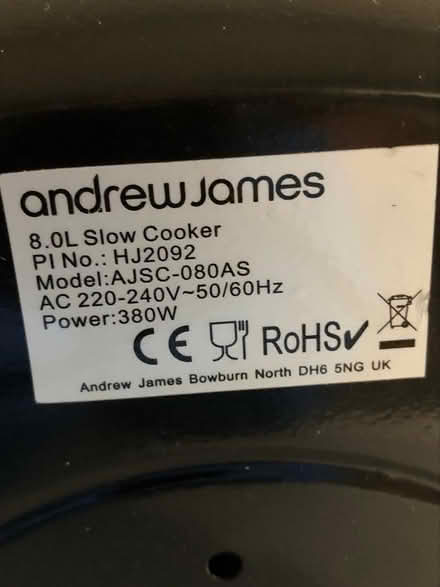 andrew james
8.0L Slow Cooker
PI No.: HJ2092
Model:AJSC-080AS
AC 220-240V~50/60Hz
Power:380W
CE RoHS✓
Andrew James Bowburn North DH6 5NG UK